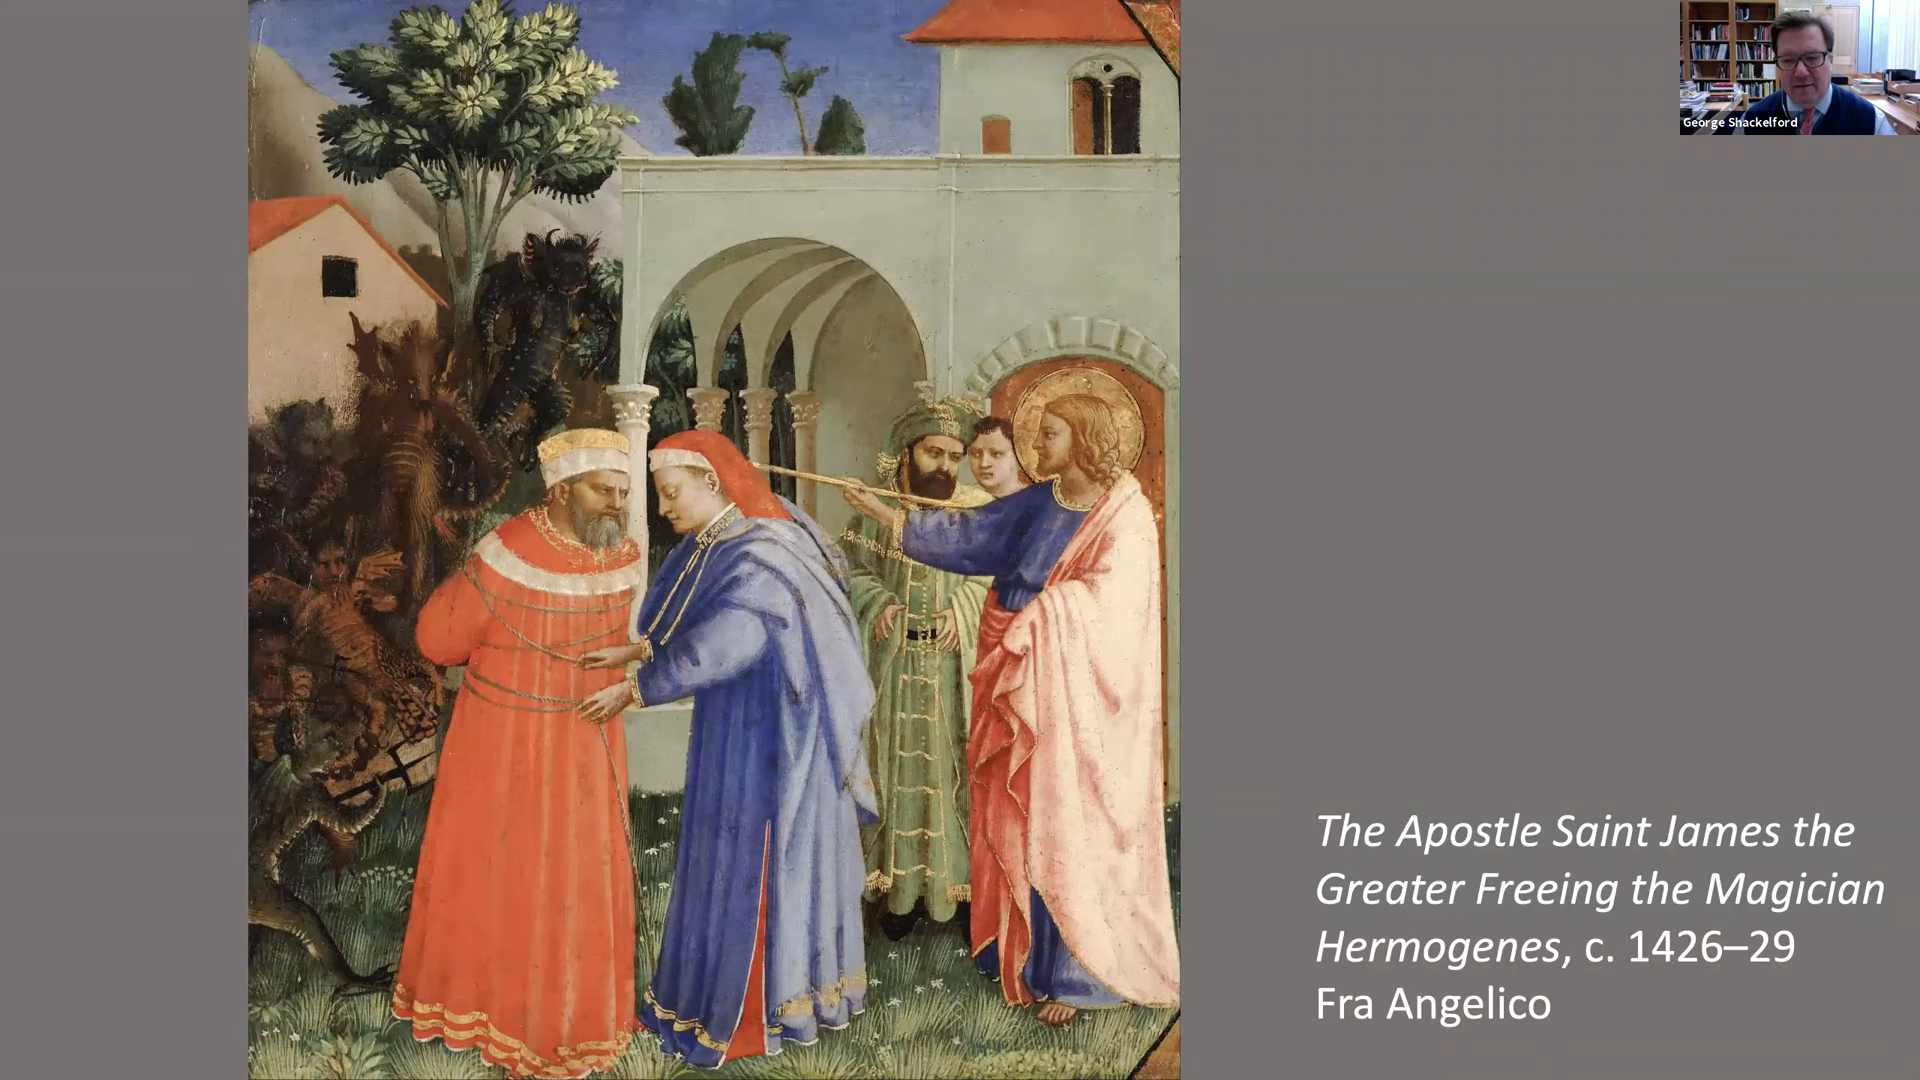 George Shackelford
The Apostle Saint James the
Greater Freeing the Magician
Hermogenes, c. 1426–29
Fra Angelico